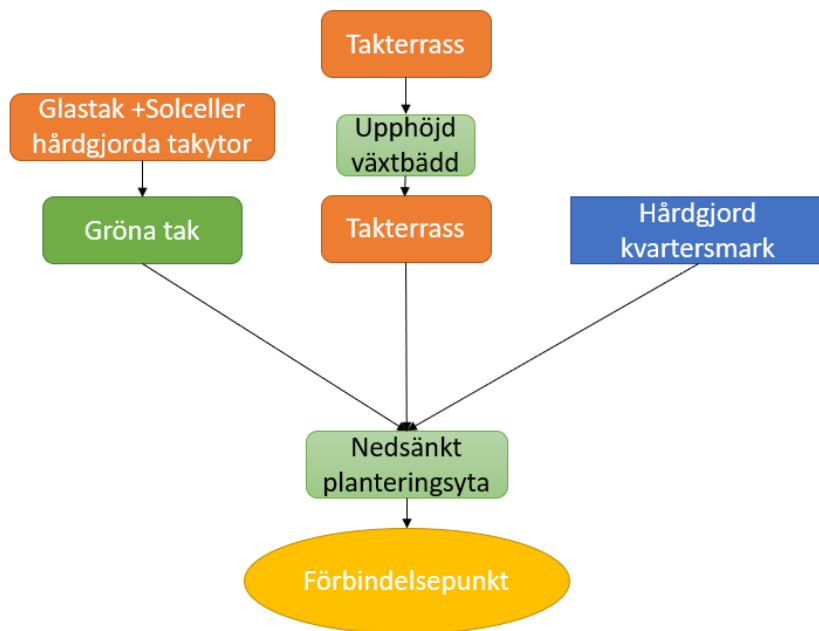 Takterrass
Glastak +Solceller
hårdgjorda takytor
Upphöjd
växtbädd
Gröna tak
Takterrass
Hårdgjord
kvartersmark
Nedsänkt
planteringsyta
Förbindelsepunkt